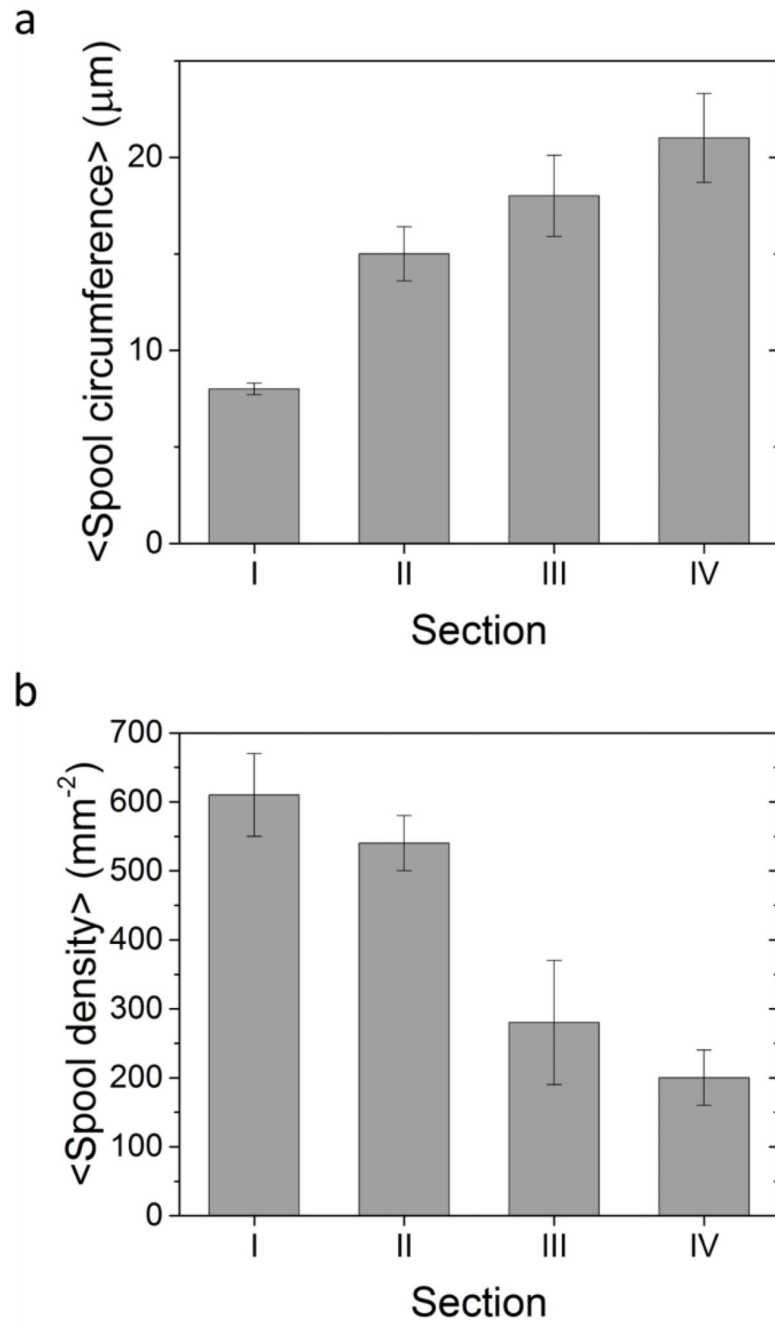 a
<Spool circumference> (μm)
20
10
0
I II III IV
Section
b
<Spool density> (mm⁻²)
700
600
500
400
300
200
100
0
I II III IV
Section